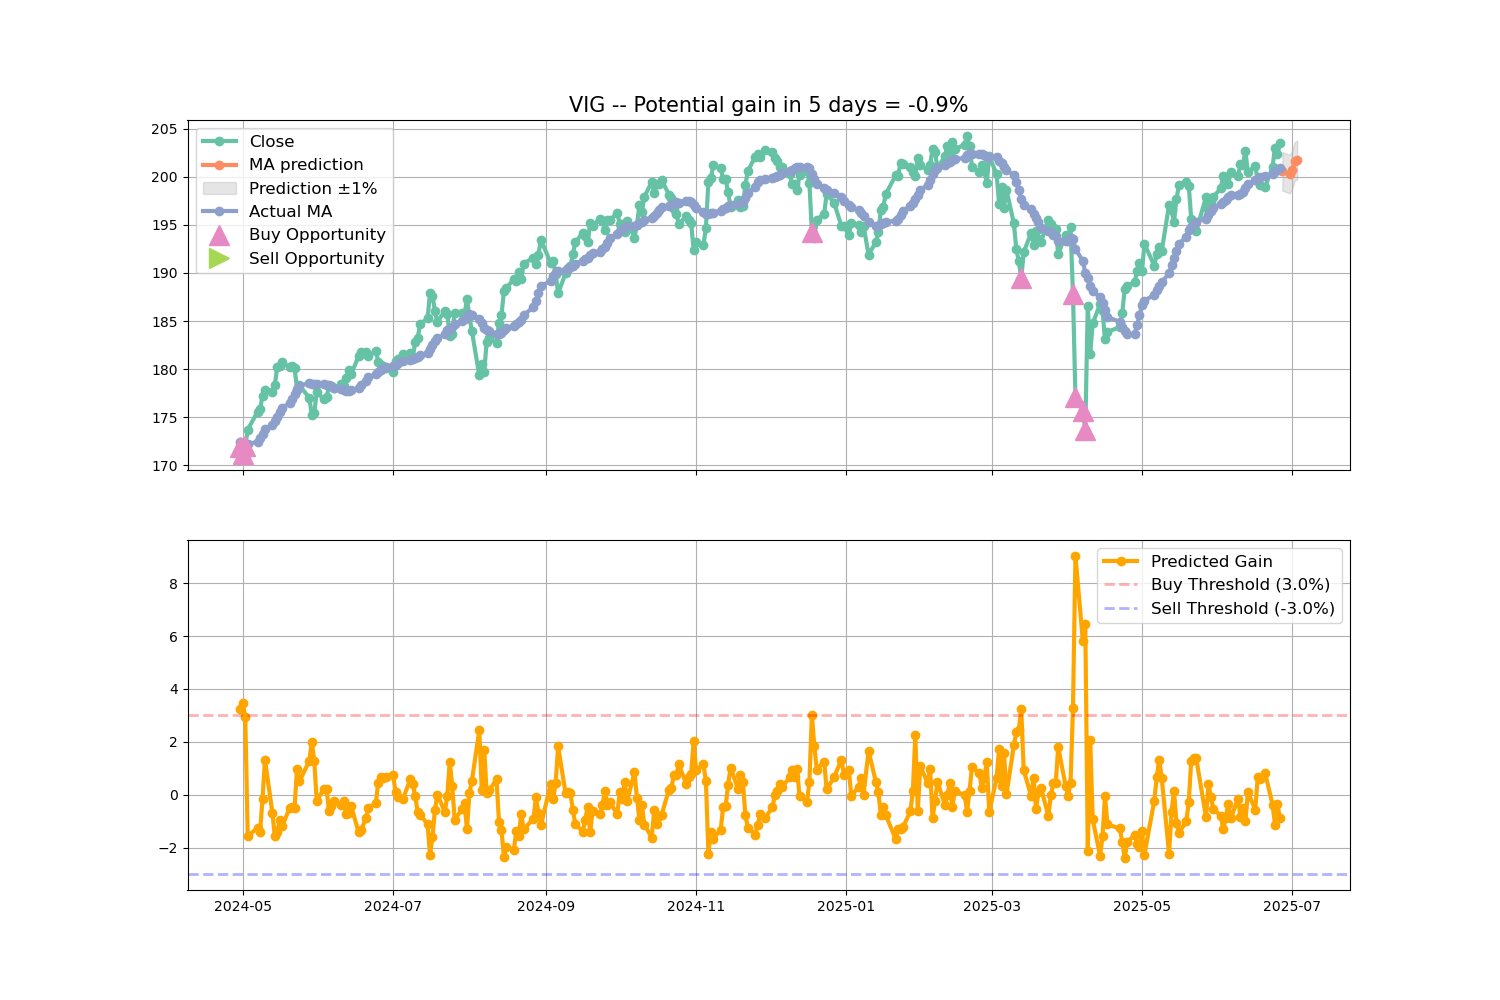 VIG -- Potential gain in 5 days = -0.9%
205
200
195
190
185
180
175
170
Close
MA prediction
Prediction ±1%
Actual MA
Buy Opportunity
Sell Opportunity
8
6
4
2
0
−2
Predicted Gain
Buy Threshold (3.0%)
Sell Threshold (-3.0%)
2024-05 2024-07 2024-09 2024-11 2025-01 2025-03 2025-05 2025-07